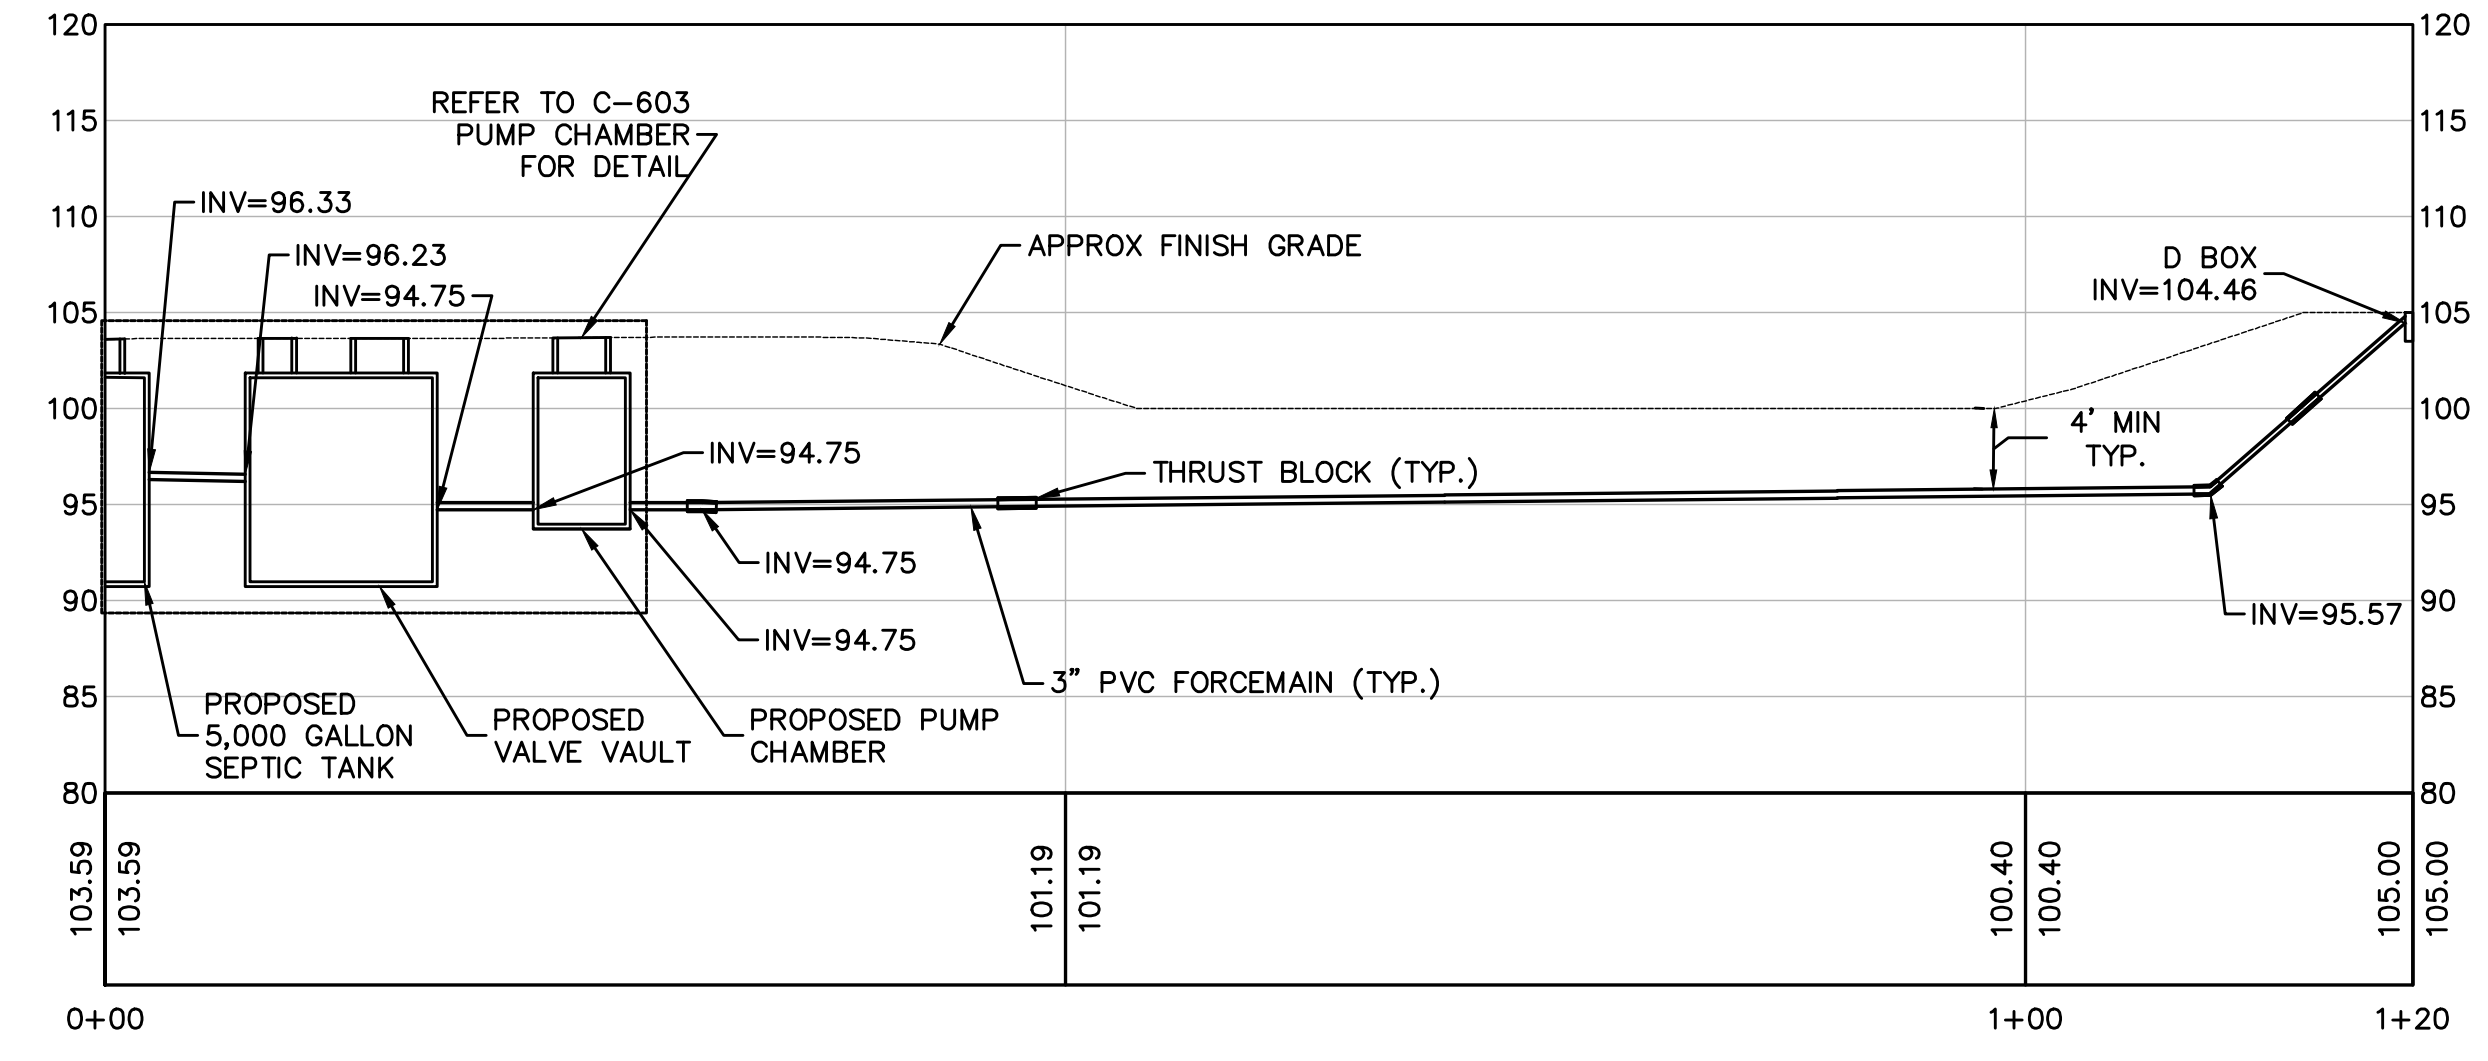 120
120
REFER TO C-603
PUMP CHAMBER
FOR DETAIL
115
115
INV=96.33
110
110
INV=96.23
APPROX FINISH GRADE
D BOX
INV=104.46
INV=94.75
105
105
100
100
4' MIN
TYP.
INV=94.75
THRUST BLOCK (TYP.)
95
95
INV=94.75
90
90
INV=95.57
INV=94.75
3" PVC FORCEMAIN (TYP.)
85
85
PROPOSED
5,000 GALLON
SEPTIC TANK
PROPOSED
VALVE VAULT
PROPOSED PUMP
CHAMBER
80
80
103.59
103.59
101.19
101.19
100.40
100.40
105.00
105.00
0+00
1+00
1+20